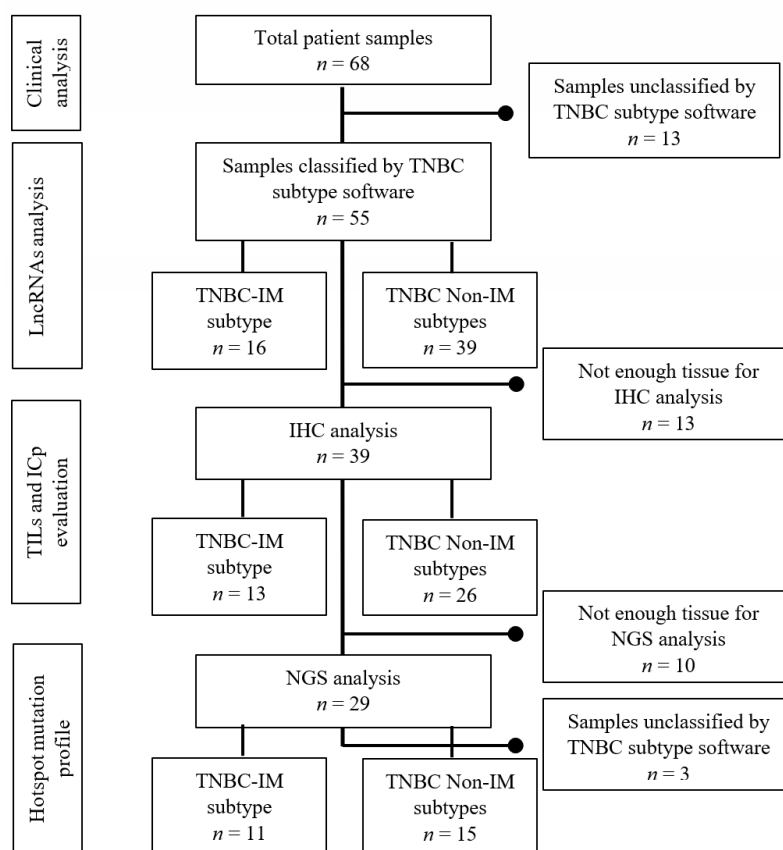 Clinical analysis
Total patient samples
n = 68
Samples unclassified by
TNBC subtype software
n = 13
LncRNAs analysis
Samples classified by TNBC
subtype software
n = 55
TNBC-IM
subtype
n = 16
TNBC Non-IM
subtypes
n = 39
Not enough tissue for
IHC analysis
n = 13
TILs and ICp
evaluation
IHC analysis
n = 39
TNBC-IM
subtype
n = 13
TNBC Non-IM
subtypes
n = 26
Not enough tissue for
NGS analysis
n = 10
Hotspot mutation
profile
NGS analysis
n = 29
Samples unclassified by
TNBC subtype software
n = 3
TNBC-IM
subtype
n = 11
TNBC Non-IM
subtypes
n = 15